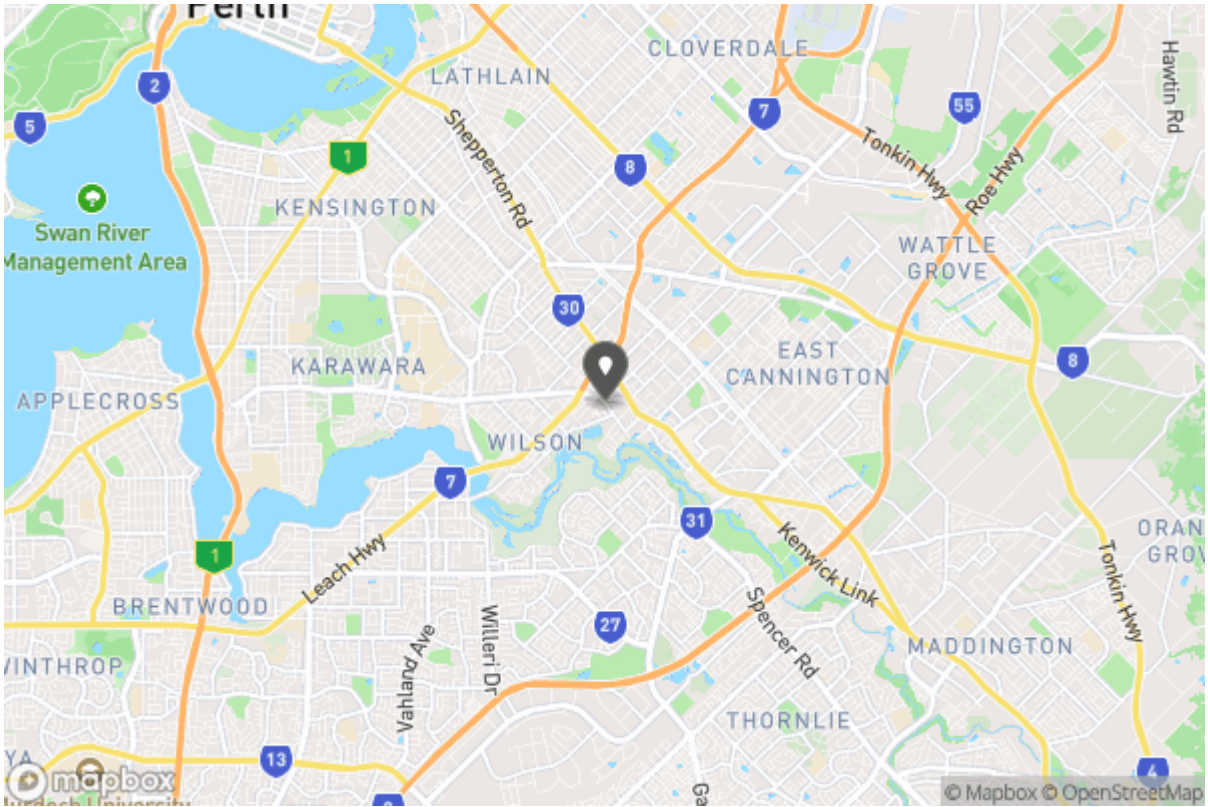 Perth
CLOVERDALE
LATHLAIN
Hawtin Rd
2
5
7
55
1
8
Shepperton Rd
Tonkin Hwy
Roe Hwy
KENSINGTON
Swan River
Management Area
WATTLE
GROVE
30
KARAWARA
EAST
CANNINGTON
8
APPLECROSS
WILSON
7
31
ORAN
GROV
1
Leach Hwy
Kenwick Link
Tonkin Hwy
BRENTWOOD
Willeri Dr
Vahland Ave
27
Spencer Rd
MADDINGTON
WINTHROP
THORNLIE
YA
13
4
Ga
mapbox
© Mapbox © OpenStreetMap